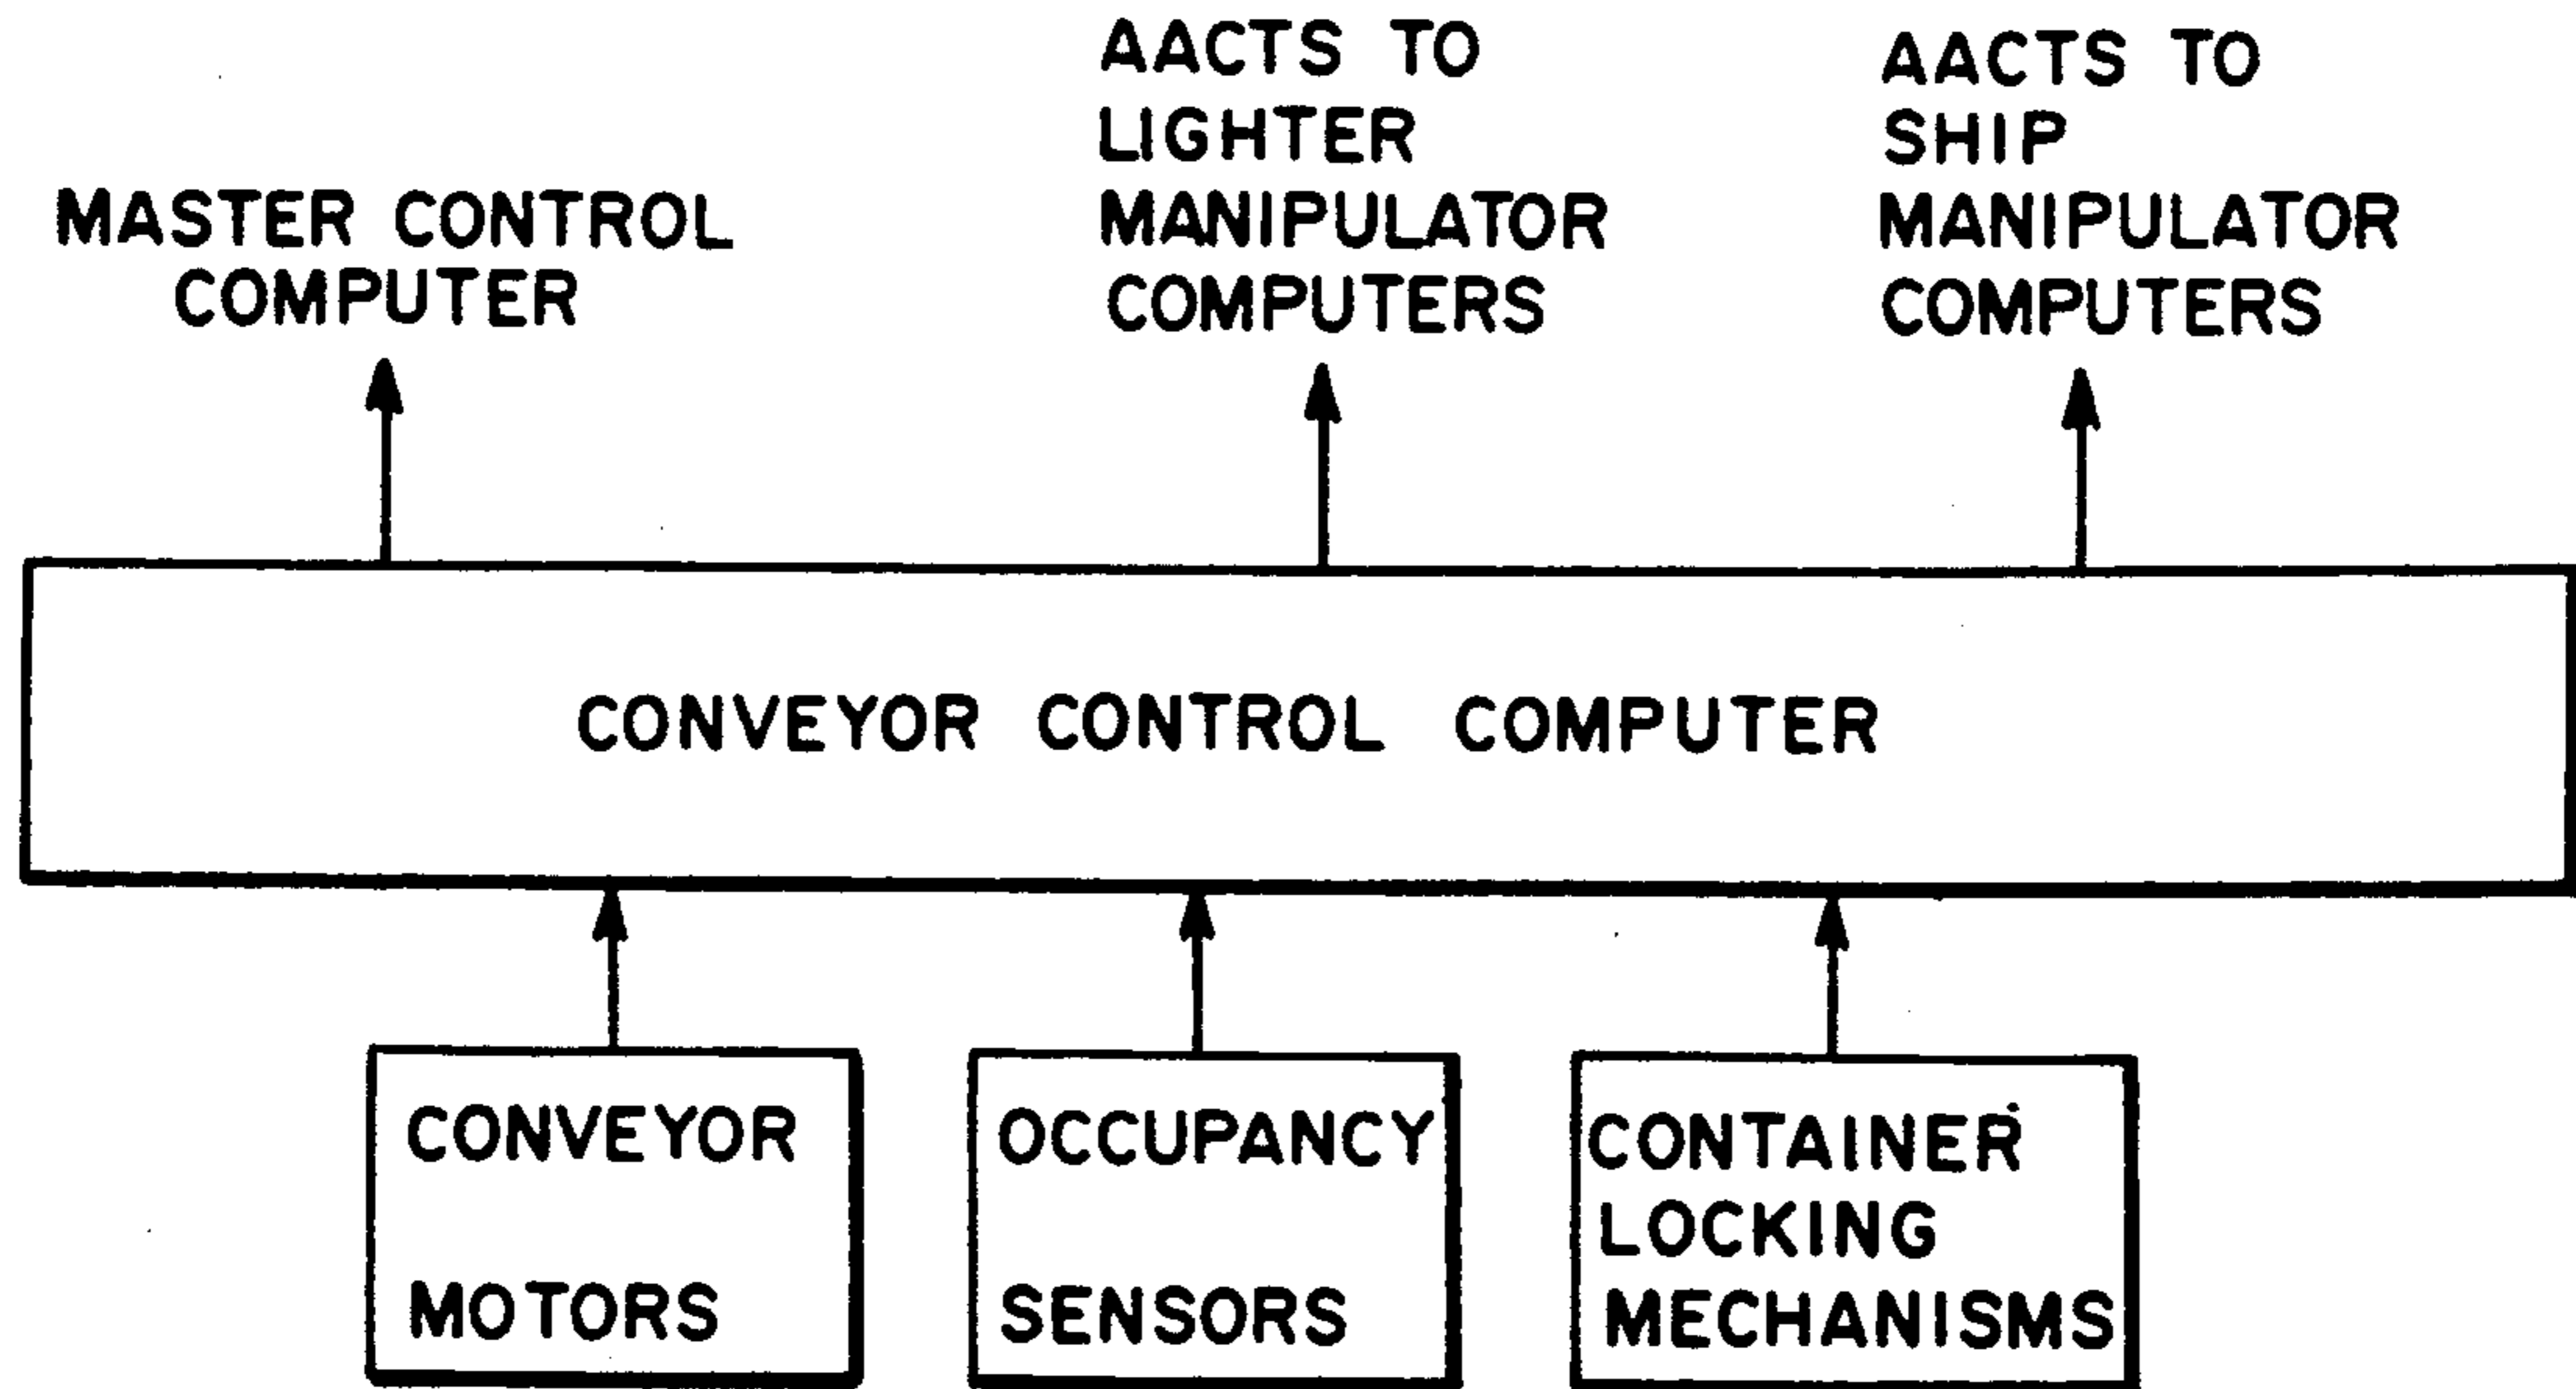 MASTER CONTROL
COMPUTER
AACTS TO
LIGHTER
MANIPULATOR
COMPUTERS
AACTS TO
SHIP
MANIPULATOR
COMPUTERS
CONVEYOR CONTROL COMPUTER
CONVEYOR
MOTORS
OCCUPANCY
SENSORS
CONTAINER
LOCKING
MECHANISMS